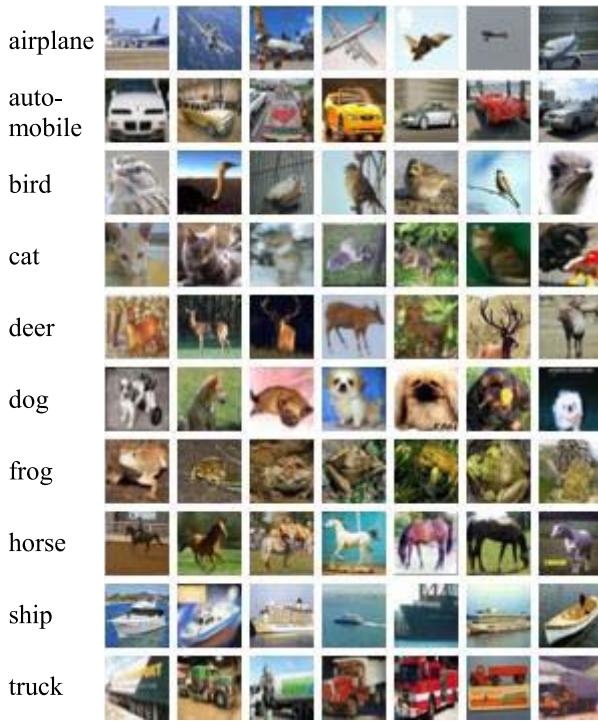 airplane
auto-
mobile
bird
cat
deer
dog
frog
horse
ship
truck